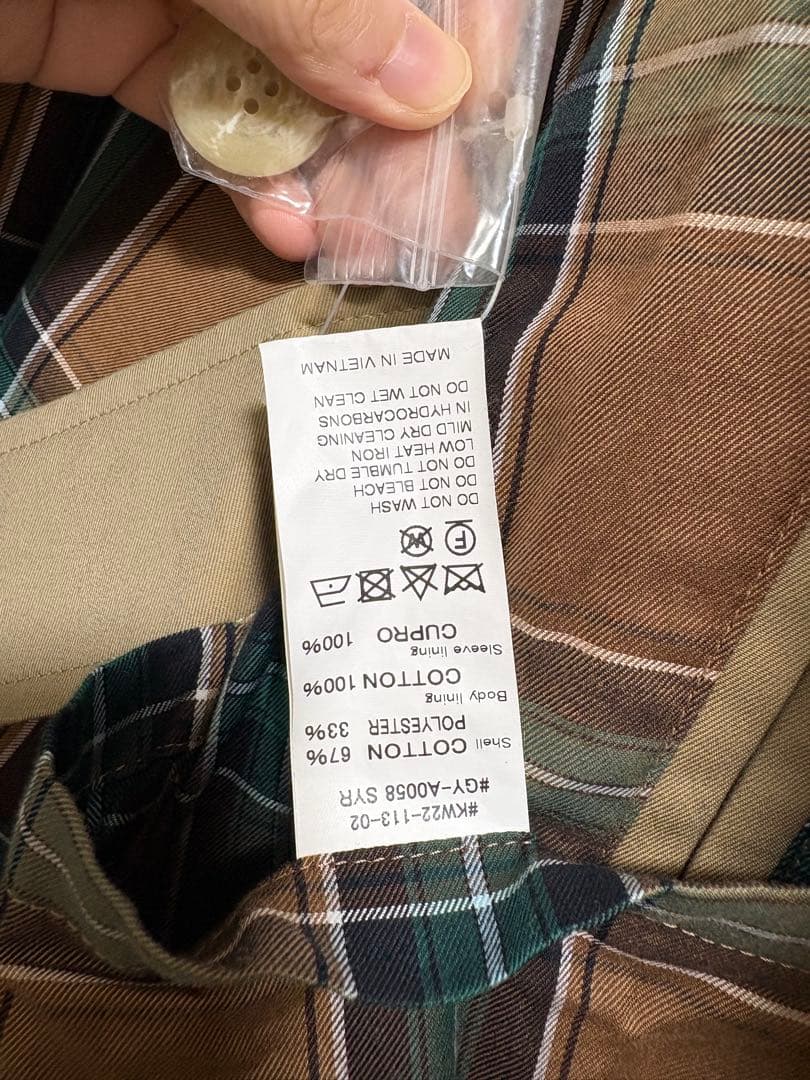 #KW22-113-02
#GY-A0058 SYR
Shell COTTON 67%
POLYESTER 33%
Body lining
COTTON 100%
Sleeve lining
CUPRO 100%
F
W
DO NOT WASH
DO NOT BLEACH
DO NOT TUMBLE DRY
LOW HEAT IRON
MILD DRY CLEANING
IN HYDROCARBONS
DO NOT WET CLEAN
MADE IN VIETNAM